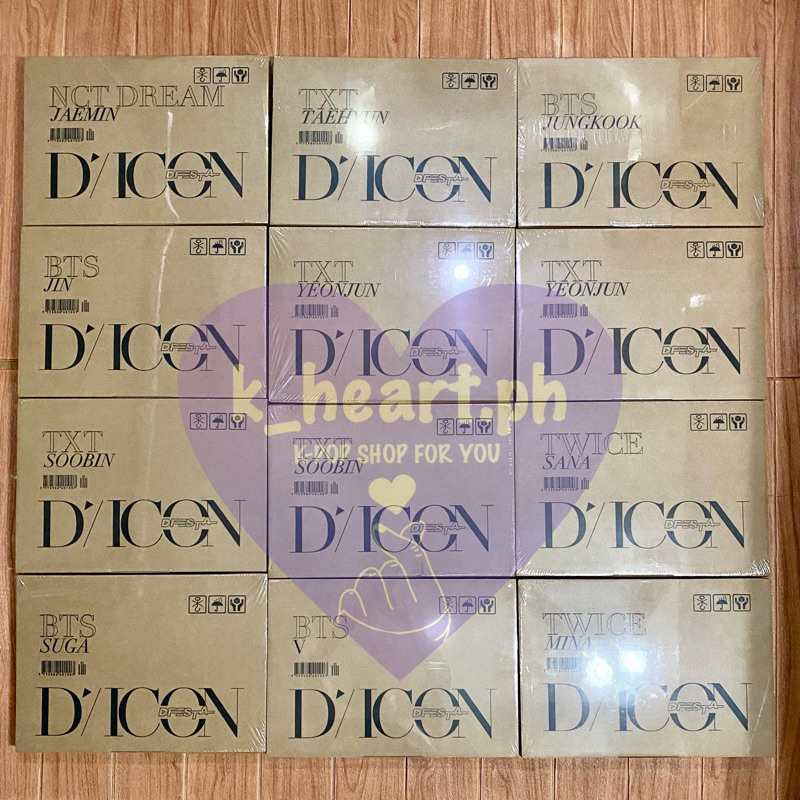 NCT DREAM
JAEMIN
D'/ICON
DFESTA
TXT
TAEHYUN
D'/ICON
DFESTA
BTS
JUNGKOOK
D'/ICON
DFESTA
BTS
JIN
D'/ICON
DFESTA
TXT
YEONJUN
D'/ICON
DFESTA
TXT
YEONJUN
D'/ICON
DFESTA
k_heart.ph
K-POP SHOP FOR YOU
TXT
SOOBIN
D'/ICON
DFESTA
TXT
SOOBIN
D'/ICON
DFESTA
TWICE
SANA
D'/ICON
DFESTA
BTS
SUGA
D'/ICON
DFESTA
BTS
V
D'/ICON
DFESTA
TWICE
MINA
D'/ICON
DFESTA